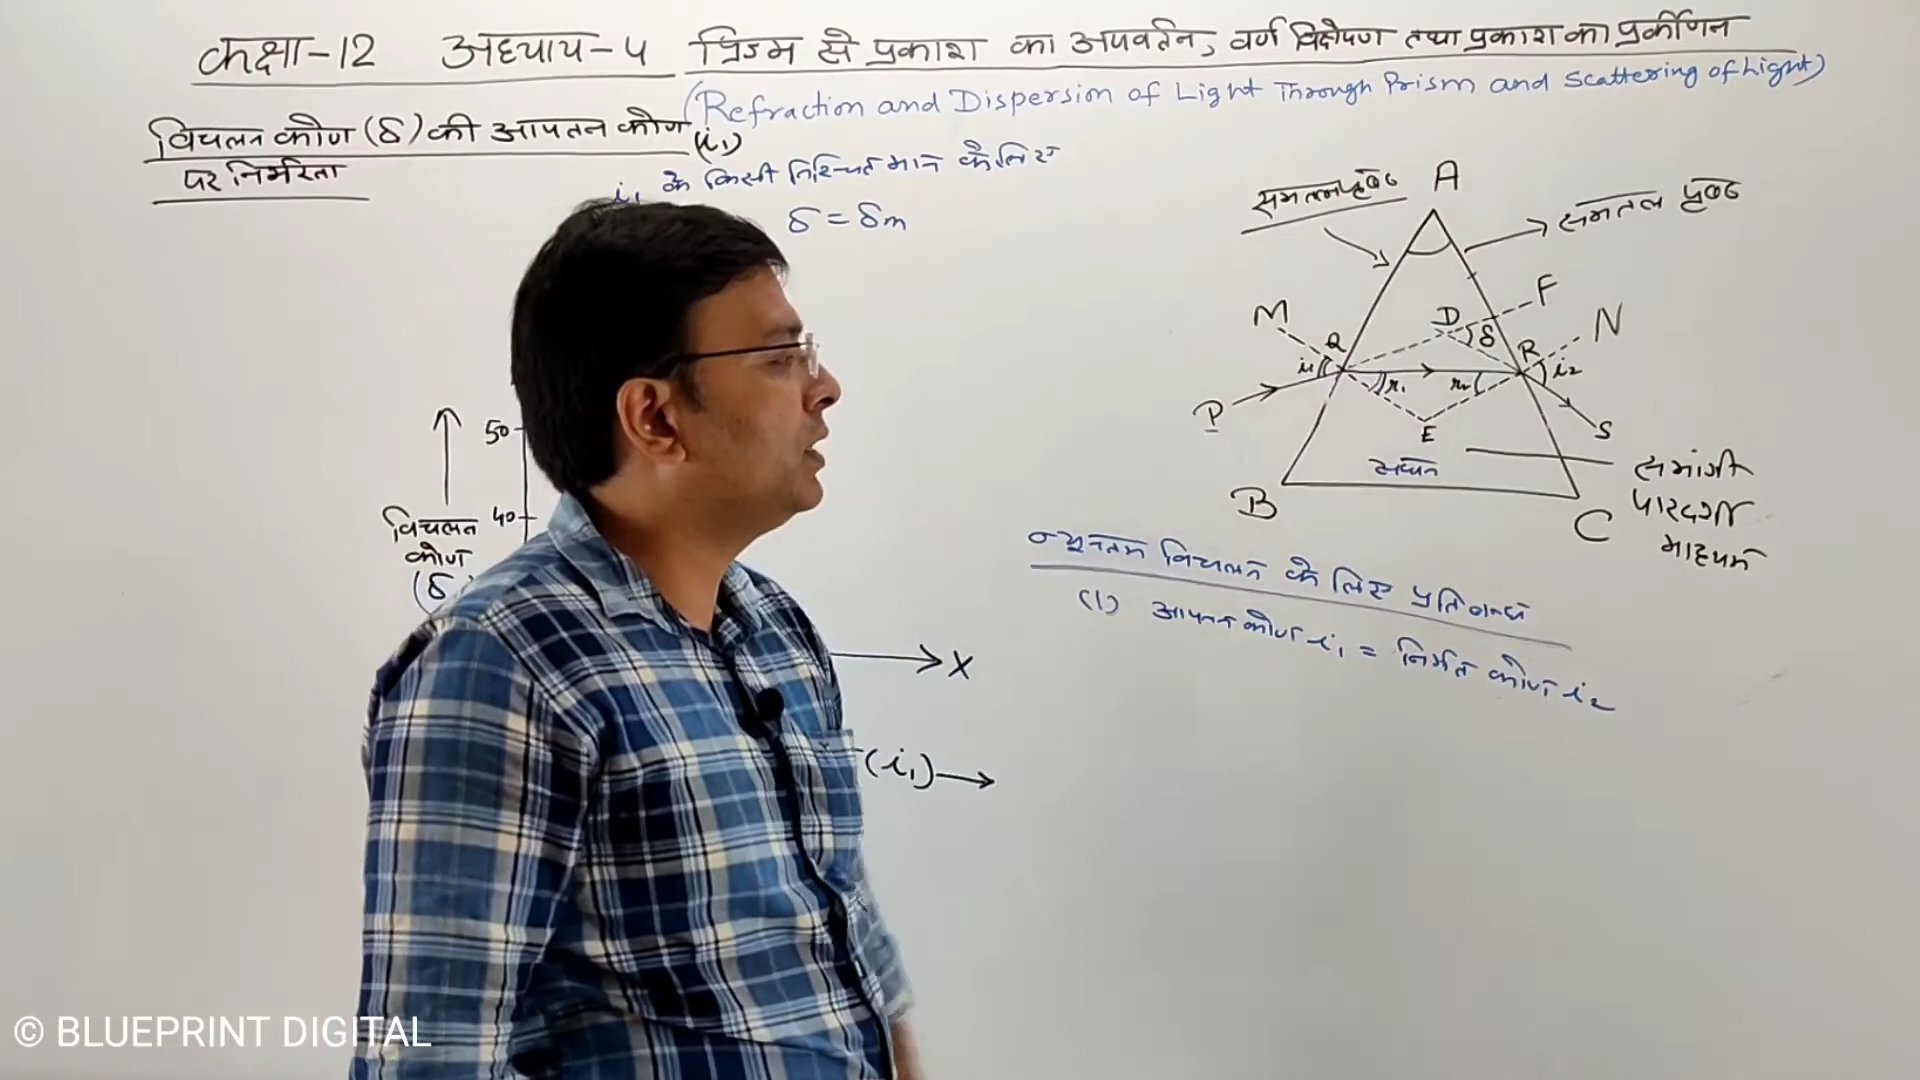 कक्षा-12 अध्याय-4 प्रिज्म से प्रकाश का अपवर्तन, वर्ण विक्षेपण तथा प्रकाश का प्रकीर्णन
(Refraction and Dispersion of Light Through Prism and Scattering of Light)
विचलन कोण (δ) की आपतन कोण (i₁)
पर निर्भरता
i₁ के किसी निश्चित मान के लिए
δ = δm
समतल पृष्ठ
A
समतल पृष्ठ
M
D
F
N
δ
Q
R
i₁
i₂
r₁
r₂
P
E
S
सघन
B
C
समांगी
पारदर्शी
माध्यम
50
40
विचलन
कोण
(δ
X
(i₁)
न्यूनतम विचलन के लिए प्रतिबन्ध
(1) आपतन कोण i₁ = निर्गत कोण i₂
© BLUEPRINT DIGITAL